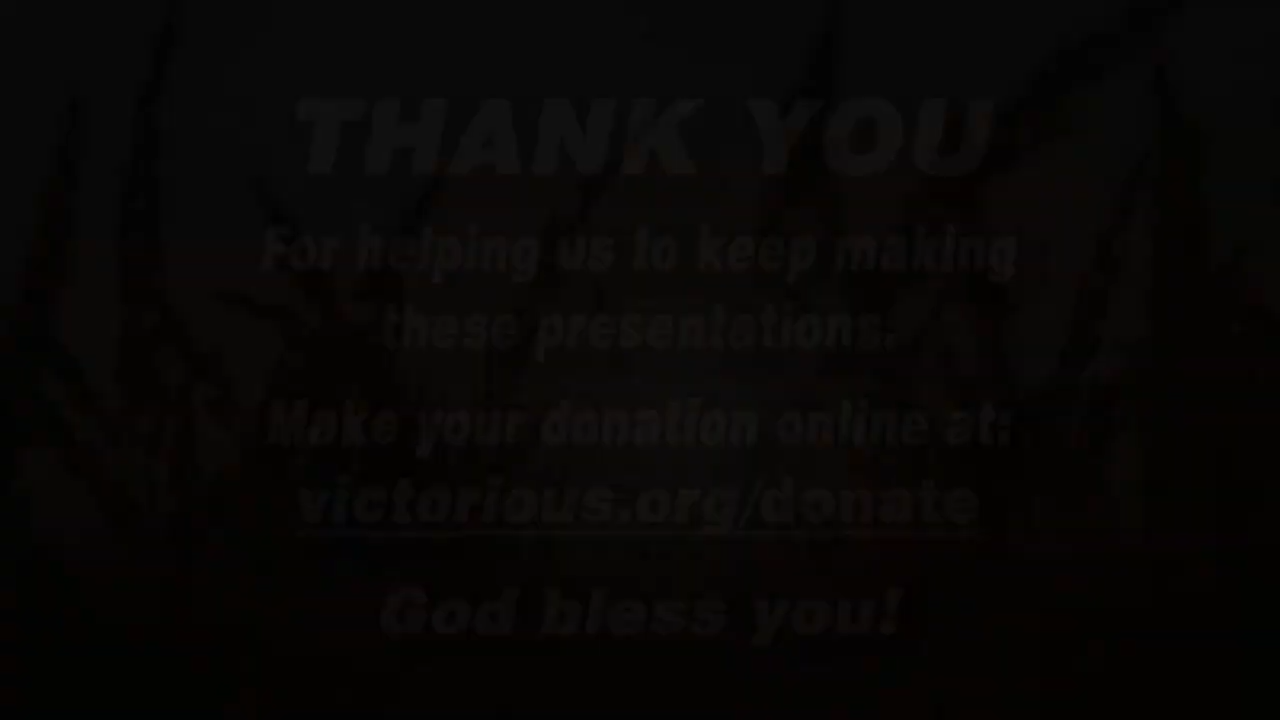 THANK YOU
For helping us to keep making
these presentations.
Make your donation online at:
victorious.org/donate
God bless you!